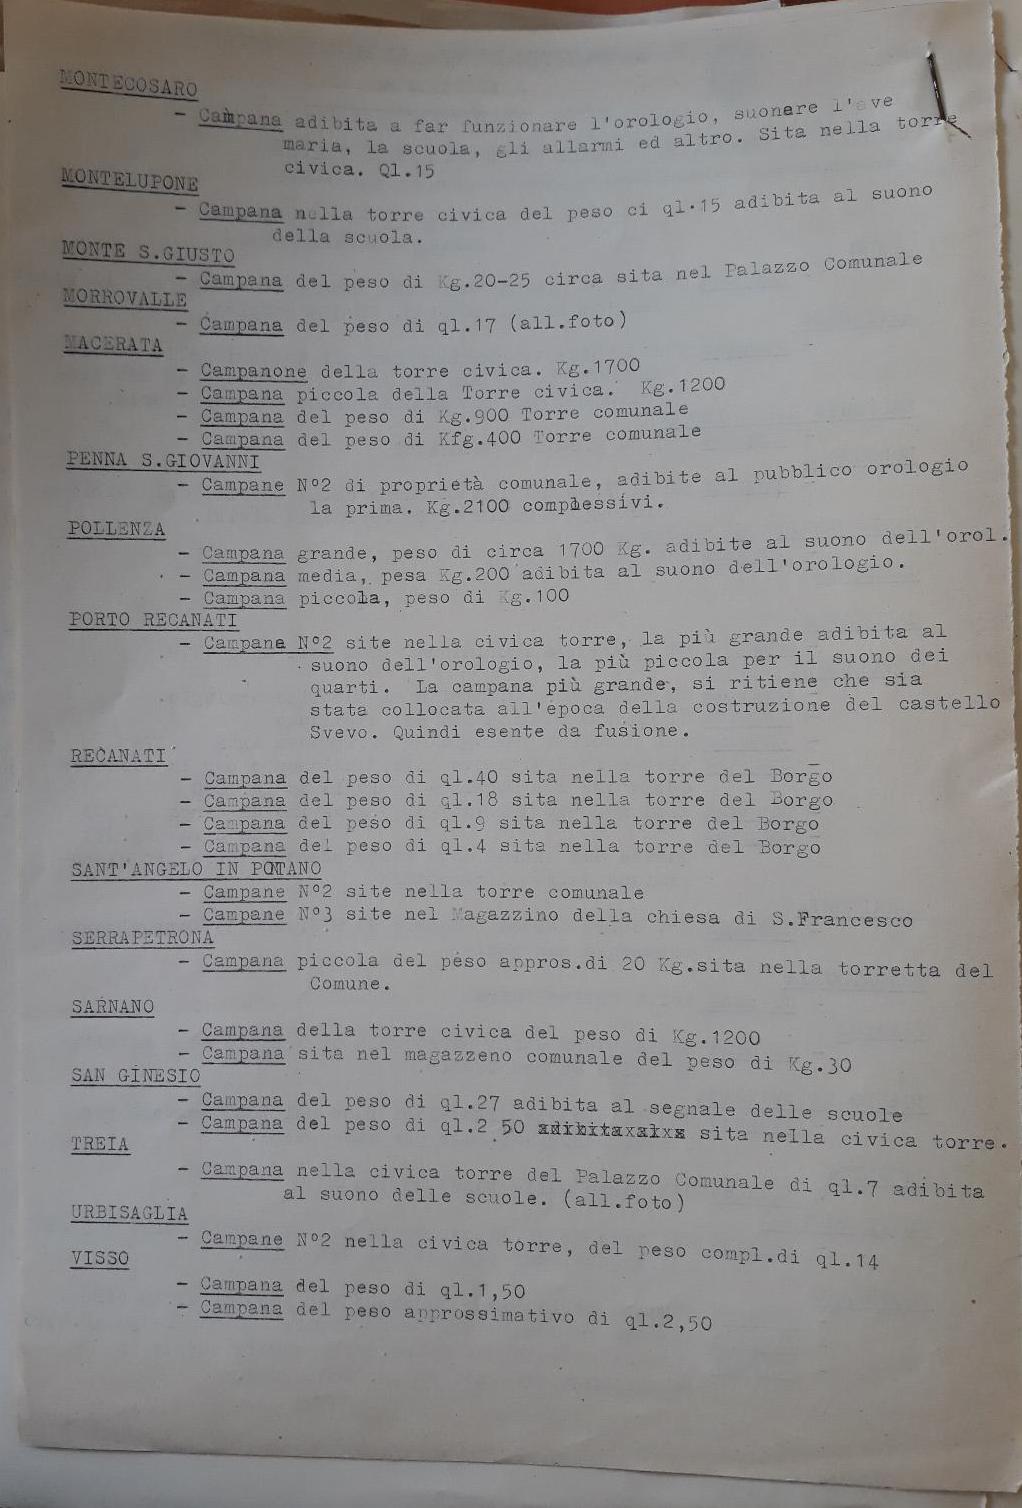 MONTECOSARO
- Campana adibita a far funzionare l'orologio, suonare l'ave
maria, la scuola, gli allarmi ed altro. Sita nella torre
civica. Ql.15
MONTELUPONE
- Campana nella torre civica del peso ci ql.15 adibita al suono
della scuola.
MONTE S.GIUSTO
- Campana del peso di Kg.20-25 circa sita nel Palazzo Comunale
MORROVALLE
- Campana del peso di ql.17 (all.foto)
MACERATA
- Campanone della torre civica. Kg.1700
- Campana piccola della Torre civica. Kg.1200
- Campana del peso di Kg.900 Torre comunale
- Campana del peso di Kfg.400 Torre comunale
PENNA S.GIOVANNI
- Campane N°2 di proprietà comunale, adibite al pubblico orologio
la prima. Kg.2100 complessivi.
POLLENZA
- Campana grande, peso di circa 1700 Kg. adibite al suono dell'orol.
- Campana media, pesa Kg.200 adibita al suono dell'orologio.
- Campana piccola, peso di Kg.100
PORTO RECANATI
- Campane N°2 site nella civica torre, la più grande adibita al
suono dell'orologio, la più piccola per il suono dei
quarti. La campana più grande, si ritiene che sia
stata collocata all'epoca della costruzione del castello
Svevo. Quindi esente da fusione.
RECANATI
- Campana del peso di ql.40 sita nella torre del Borgo
- Campana del peso di ql.18 sita nella torre del Borgo
- Campana del peso di ql.9 sita nella torre del Borgo
- Campana del peso di ql.4 sita nella torre del Borgo
SANT'ANGELO IN PONTANO
- Campane N°2 site nella torre comunale
- Campane N°3 site nel Magazzino della chiesa di S.Francesco
SERRAPETRONA
- Campana piccola del peso appros.di 20 Kg.sita nella torretta del
Comune.
SARNANO
- Campana della torre civica del peso di Kg.1200
- Campana sita nel magazzeno comunale del peso di Kg.30
SAN GINESIO
- Campana del peso di ql.27 adibita al segnale delle scuole
- Campana del peso di ql.2,50 sita nella civica torre.
TREIA
- Campana nella civica torre del Palazzo Comunale di ql.7 adibita
al suono delle scuole. (all.foto)
URBISAGLIA
- Campane N°2 nella civica torre, del peso compl.di ql.14
VISSO
- Campana del peso di ql.1,50
- Campana del peso approssimativo di ql.2,50